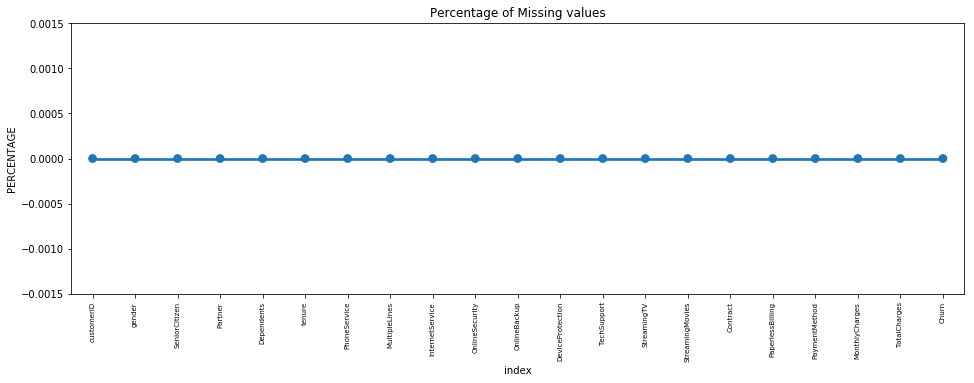 Percentage of Missing values
PERCENTAGE
0.0015
0.0010
0.0005
0.0000
−0.0005
−0.0010
−0.0015
customerID
gender
SeniorCitizen
Partner
Dependents
tenure
PhoneService
MultipleLines
InternetService
OnlineSecurity
OnlineBackup
DeviceProtection
TechSupport
StreamingTV
StreamingMovies
Contract
PaperlessBilling
PaymentMethod
MonthlyCharges
TotalCharges
Churn
index